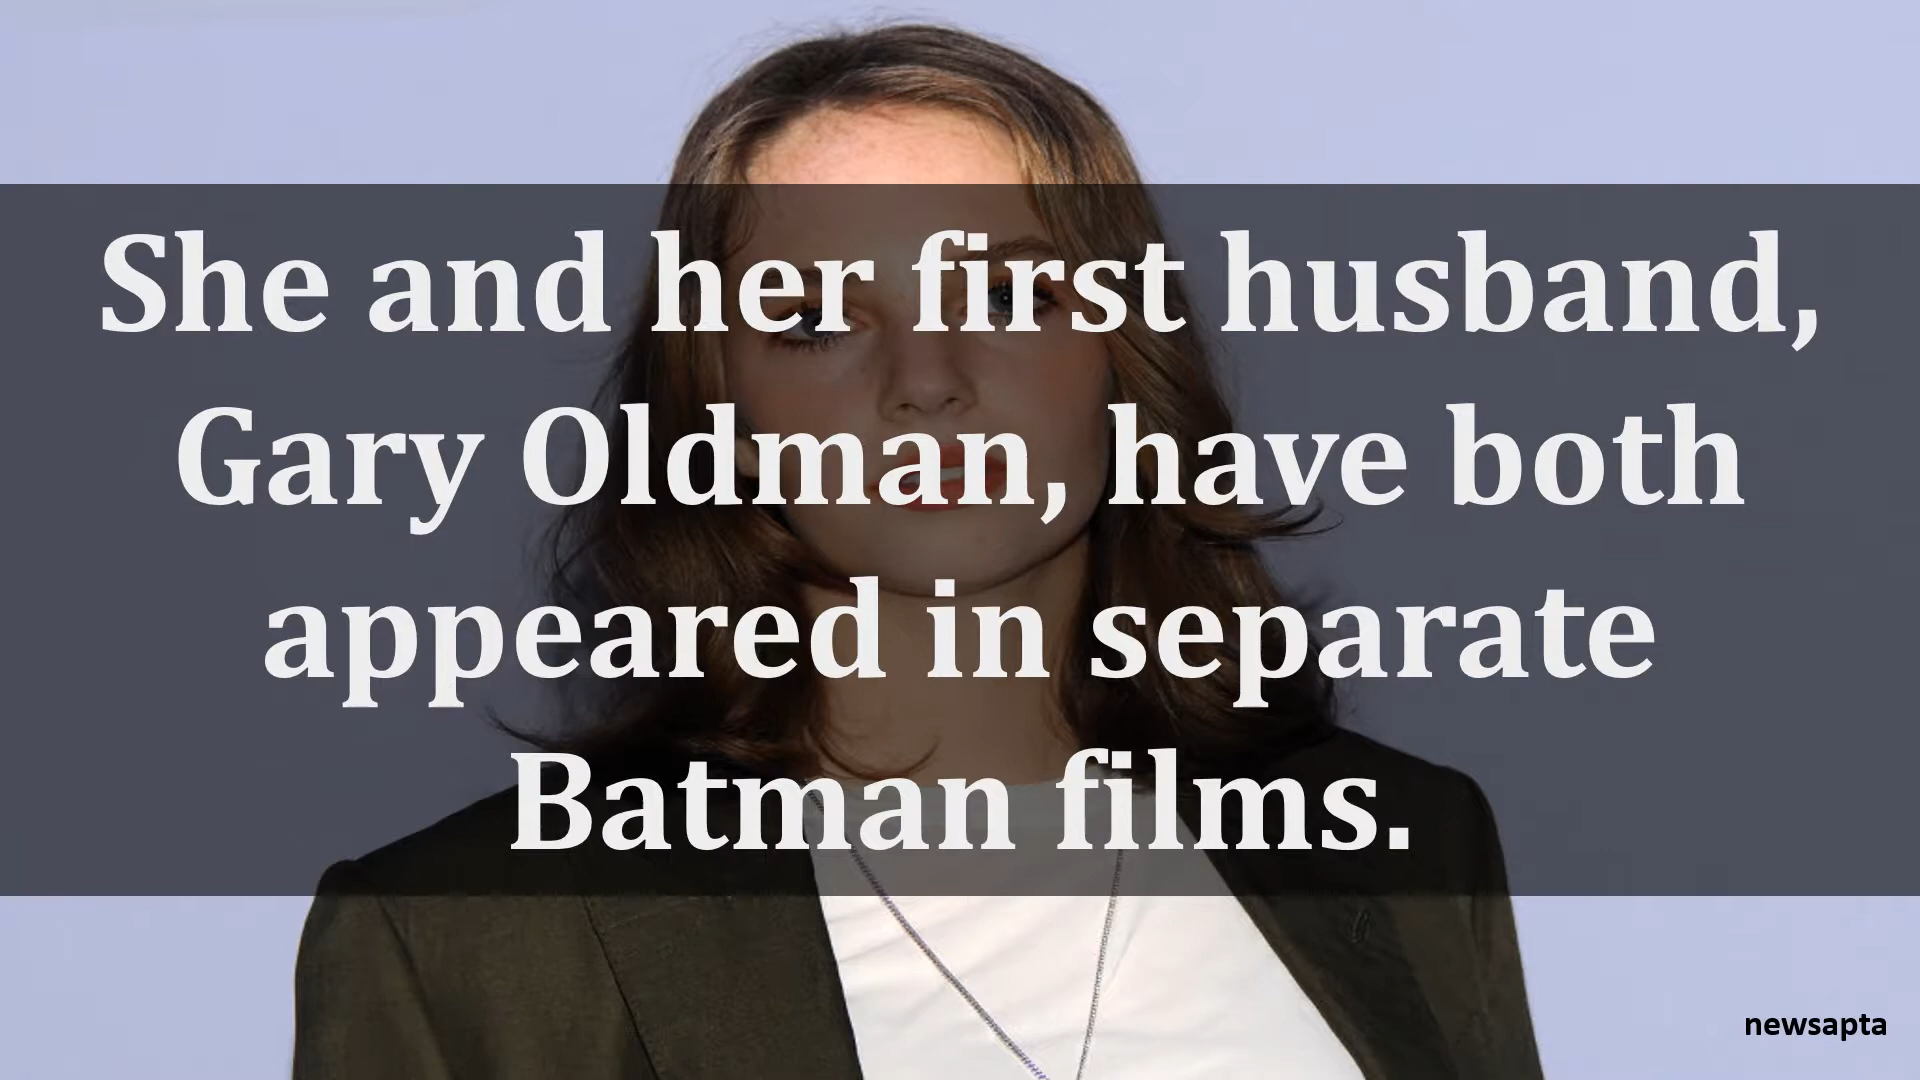 She and her first husband,
Gary Oldman, have both
appeared in separate
Batman films.
newsapta